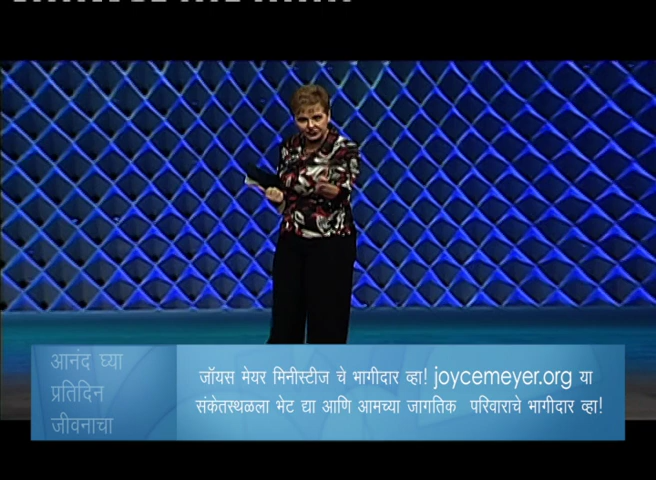 आनंद घ्या
प्रतिदिन
जीवनाचा
जॉयस मेयर मिनीस्टीज चे भागीदार व्हा! joycemeyer.org या
संकेतस्थळला भेट द्या आणि आमच्या जागतिक परिवाराचे भागीदार व्हा!